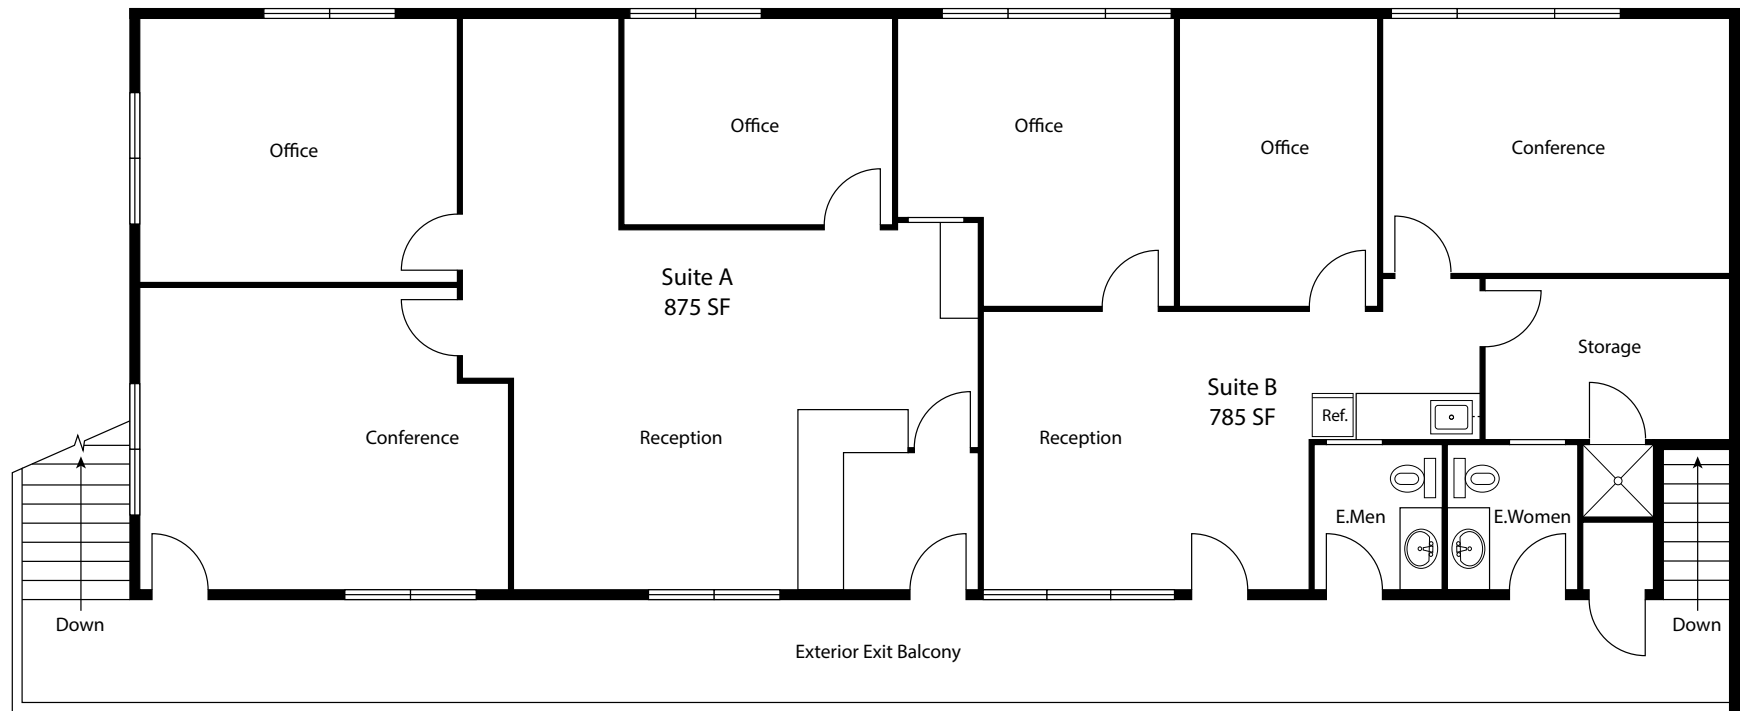 Office
Office
Office
Office
Conference
Suite A
875 SF
Storage
Suite B
785 SF
Ref.
Conference
Reception
Reception
E.Men
E.Women
Down
Down
Exterior Exit Balcony